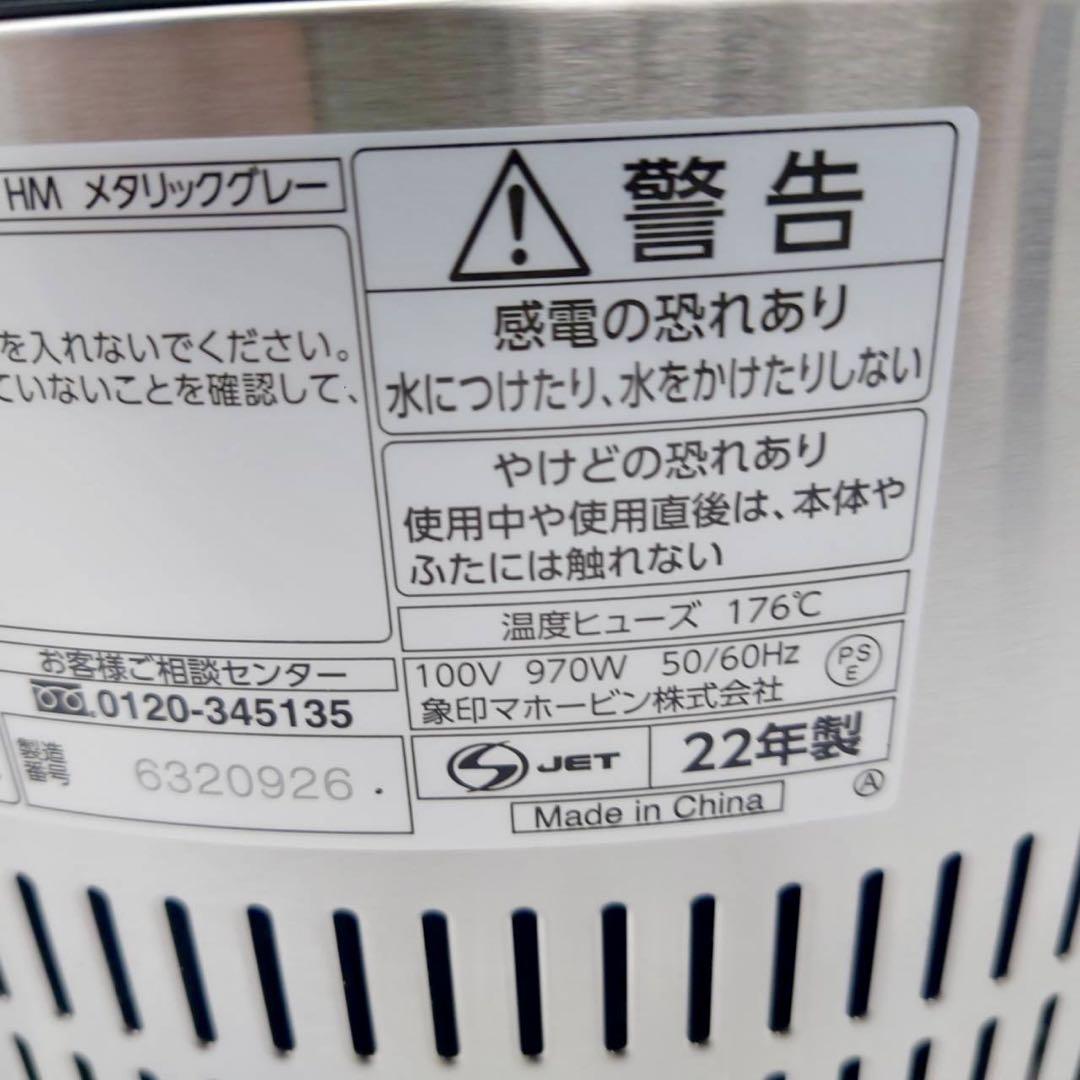 HM メタリックグレー
を入れないでください。
ていないことを確認して、
お客様ご相談センター
0120-345135
製造番号 6320926
警告
感電の恐れあり
水につけたり、水をかけたりしない
やけどの恐れあり
使用中や使用直後は、本体や
ふたには触れない
温度ヒューズ 176℃
100V 970W 50/60Hz
PSE
象印マホービン株式会社
JET
22年製
Made in China
A